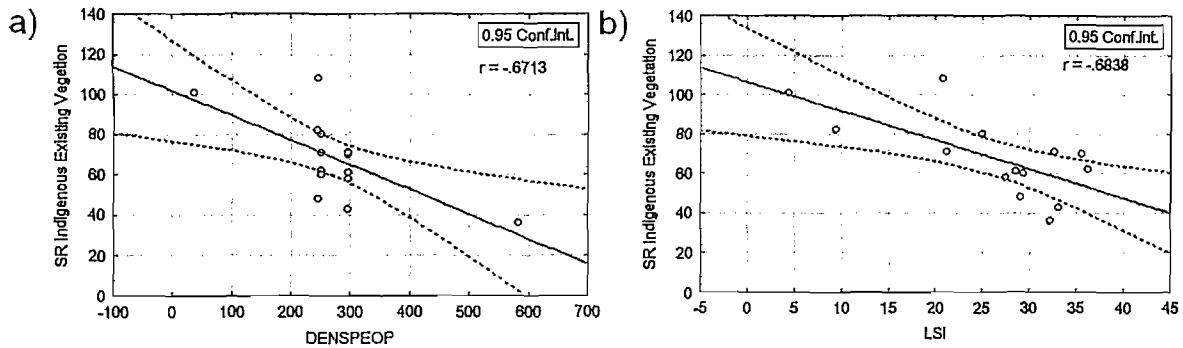 a)
140
120
100
80
60
40
20
0
SR Indigenous Existing Vegetion
0.95 Conf.Int.
r = -.6713
-100 0 100 200 300 400 500 600 700
DENSPEOP
b)
140
120
100
80
60
40
20
0
SR Indigenous Existing Vegetation
0.95 Conf.Int.
r = -.6838
-5 0 5 10 15 20 25 30 35 40 45
LSI